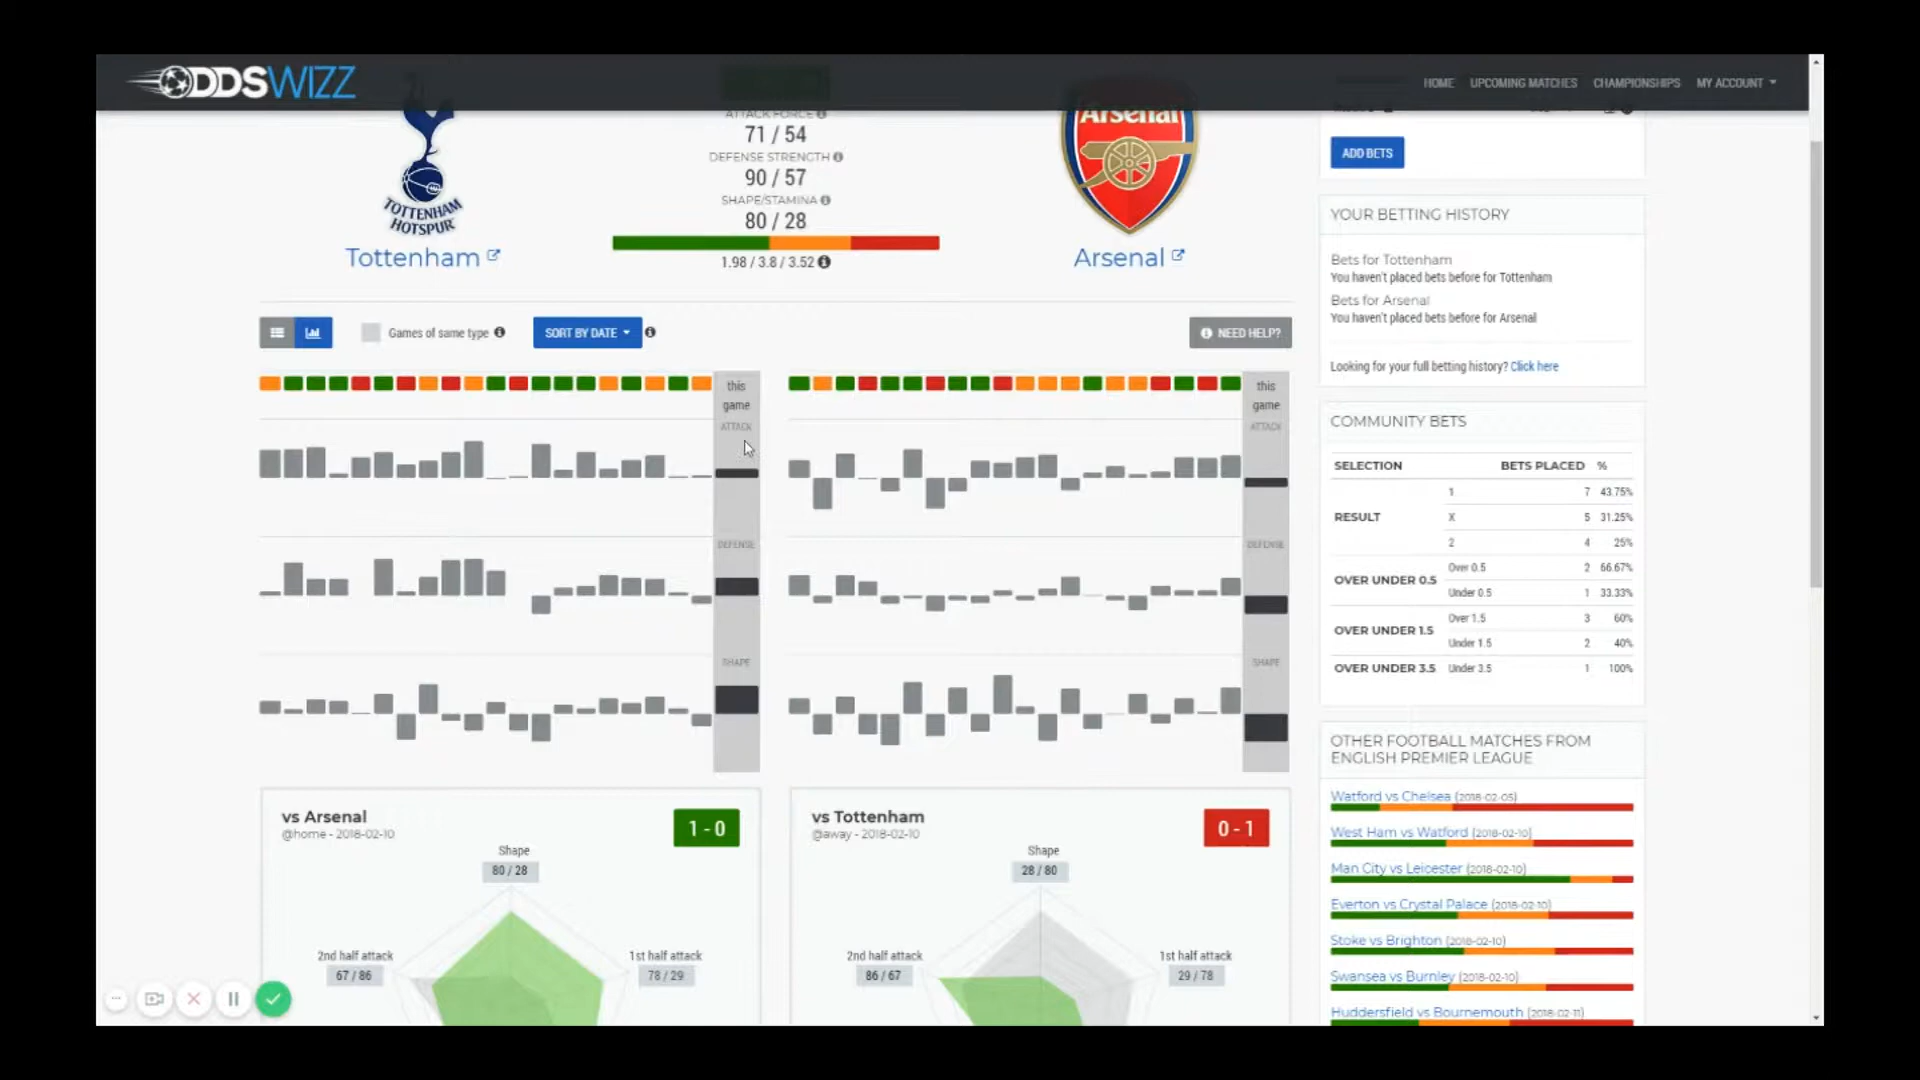 ODDSWIZZ
HOME UPCOMING MATCHES CHAMPIONSHIPS MY ACCOUNT
ATTACK FORCE
71 / 54
DEFENSE STRENGTH
90 / 57
SHAPE/STAMINA
80 / 28
1.98 / 3.8 / 3.52
TOTTENHAM
HOTSPUR
Tottenham
Arsenal
Arsenal
Games of same type
SORT BY DATE
NEED HELP?
this
game
ATTACK
DEFENSE
SHAPE
this
game
ATTACK
DEFENSE
SHAPE
vs Arsenal
@home - 2018-02-10
1 - 0
Shape
80 / 28
2nd half attack
67 / 86
1st half attack
78 / 29
vs Tottenham
@away - 2018-02-10
0 - 1
Shape
28 / 80
2nd half attack
86 / 67
1st half attack
29 / 78
ADD BETS
YOUR BETTING HISTORY
Bets for Tottenham
You haven't placed bets before for Tottenham
Bets for Arsenal
You haven't placed bets before for Arsenal
Looking for your full betting history? Click here
COMMUNITY BETS
SELECTION BETS PLACED %
RESULT
1 7 43.75%
X 5 31.25%
2 4 25%
OVER UNDER 0.5
Over 0.5 2 66.67%
Under 0.5 1 33.33%
OVER UNDER 1.5
Over 1.5 3 60%
Under 1.5 2 40%
OVER UNDER 3.5 Under 3.5 1 100%
OTHER FOOTBALL MATCHES FROM
ENGLISH PREMIER LEAGUE
Watford vs Chelsea (2018-02-05)
West Ham vs Watford (2018-02-10)
Man City vs Leicester (2018-02-10)
Everton vs Crystal Palace (2018-02-10)
Stoke vs Brighton (2018-02-10)
Swansea vs Burnley (2018-02-10)
Huddersfield vs Bournemouth (2018-02-11)